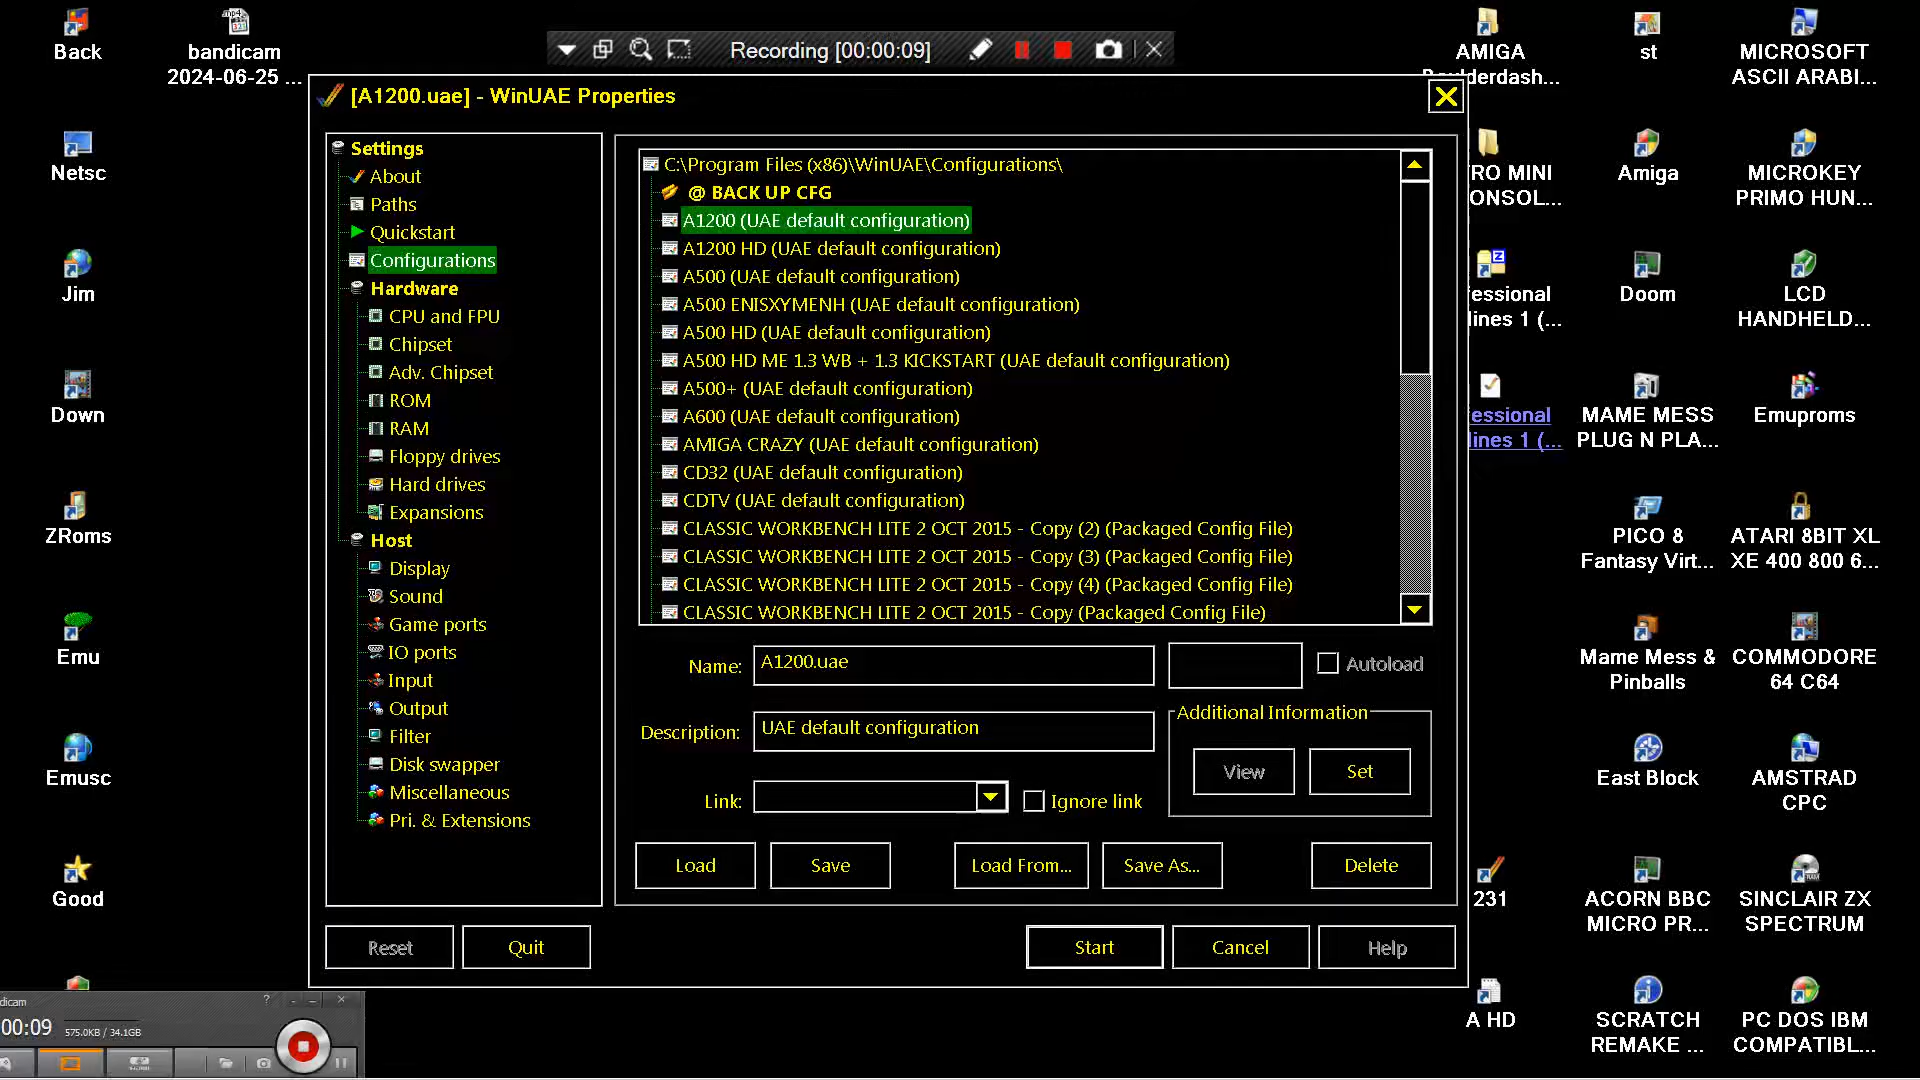 Back
bandicam
2024-06-25 ...
Recording [00:00:09]
AMIGA
Boulderdash...
st
MICROSOFT
ASCII ARABI...
[A1200.uae] - WinUAE Properties
Netsc
Jim
Down
ZRoms
Emu
Emusc
Good
Settings
About
Paths
Quickstart
Configurations
Hardware
CPU and FPU
Chipset
Adv. Chipset
ROM
RAM
Floppy drives
Hard drives
Expansions
Host
Display
Sound
Game ports
IO ports
Input
Output
Filter
Disk swapper
Miscellaneous
Pri. & Extensions
C:\Program Files (x86)\WinUAE\Configurations\
@ BACK UP CFG
A1200 (UAE default configuration)
A1200 HD (UAE default configuration)
A500 (UAE default configuration)
A500 ENISXYMENH (UAE default configuration)
A500 HD (UAE default configuration)
A500 HD ME 1.3 WB + 1.3 KICKSTART (UAE default configuration)
A500+ (UAE default configuration)
A600 (UAE default configuration)
AMIGA CRAZY (UAE default configuration)
CD32 (UAE default configuration)
CDTV (UAE default configuration)
CLASSIC WORKBENCH LITE 2 OCT 2015 - Copy (2) (Packaged Config File)
CLASSIC WORKBENCH LITE 2 OCT 2015 - Copy (3) (Packaged Config File)
CLASSIC WORKBENCH LITE 2 OCT 2015 - Copy (4) (Packaged Config File)
CLASSIC WORKBENCH LITE 2 OCT 2015 - Copy (Packaged Config File)
Name: A1200.uae
Autoload
Description: UAE default configuration
Additional Information
View
Set
Link:
Ignore link
Load
Save
Load From...
Save As...
Delete
Reset
Quit
Start
Cancel
Help
RO MINI
ONSOL...
Amiga
MICROKEY
PRIMO HUN...
essional
lines 1 (...
Doom
LCD
HANDHELD...
essional
lines 1 (...
MAME MESS
PLUG N PLA...
Emuproms
PICO 8
Fantasy Virt...
ATARI 8BIT XL
XE 400 800 6...
Mame Mess &
Pinballs
COMMODORE
64 C64
East Block
AMSTRAD
CPC
231
ACORN BBC
MICRO PR...
SINCLAIR ZX
SPECTRUM
A HD
SCRATCH
REMAKE ...
PC DOS IBM
COMPATIBL...
dicam
00:09
575.0KB / 34.1GB